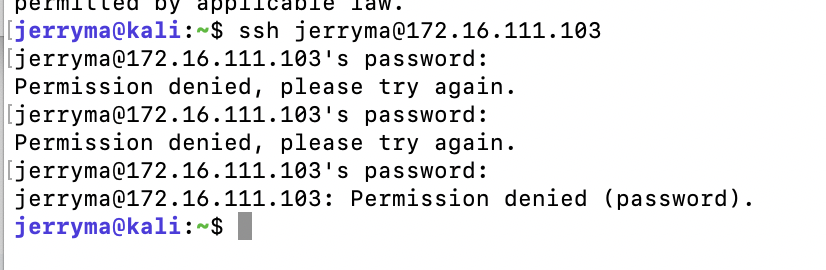 permitted by applicable law.
[jerryma@kali:~$ ssh jerryma@172.16.111.103
[jerryma@172.16.111.103's password:
Permission denied, please try again.
[jerryma@172.16.111.103's password:
Permission denied, please try again.
[jerryma@172.16.111.103's password:
jerryma@172.16.111.103: Permission denied (password).
jerryma@kali:~$